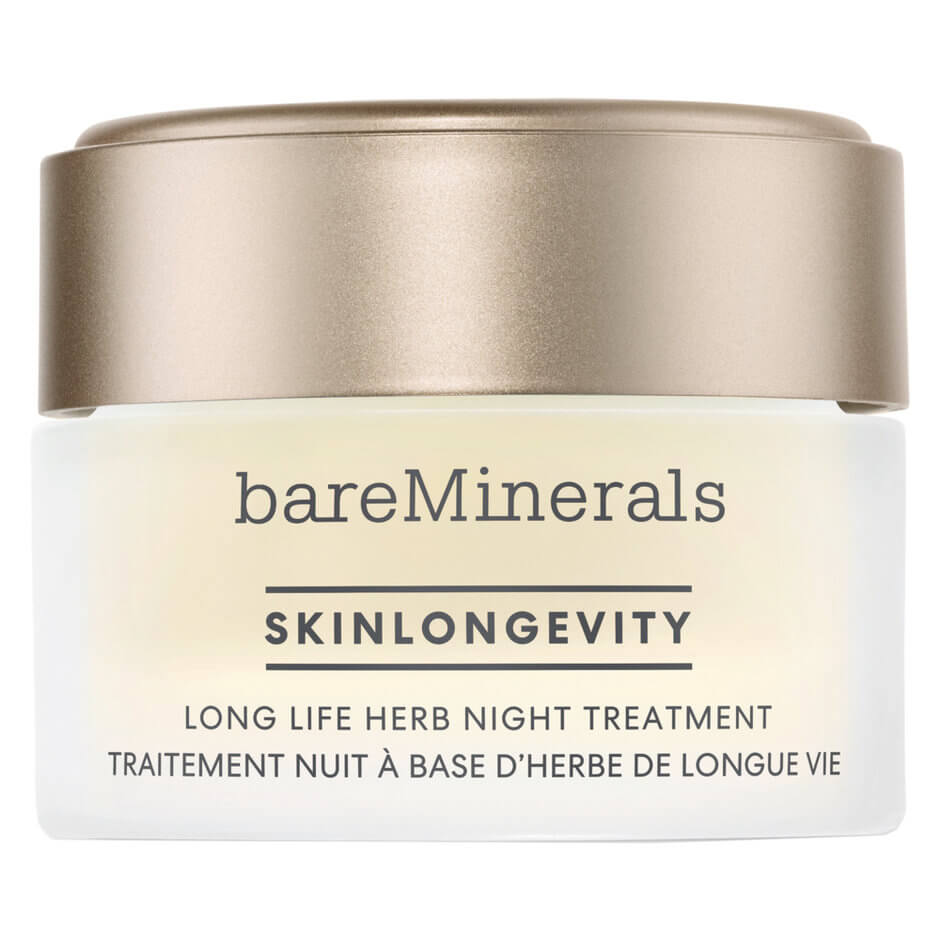 bareMinerals
SKINLONGEVITY
LONG LIFE HERB NIGHT TREATMENT
TRAITEMENT NUIT À BASE D'HERBE DE LONGUE VIE